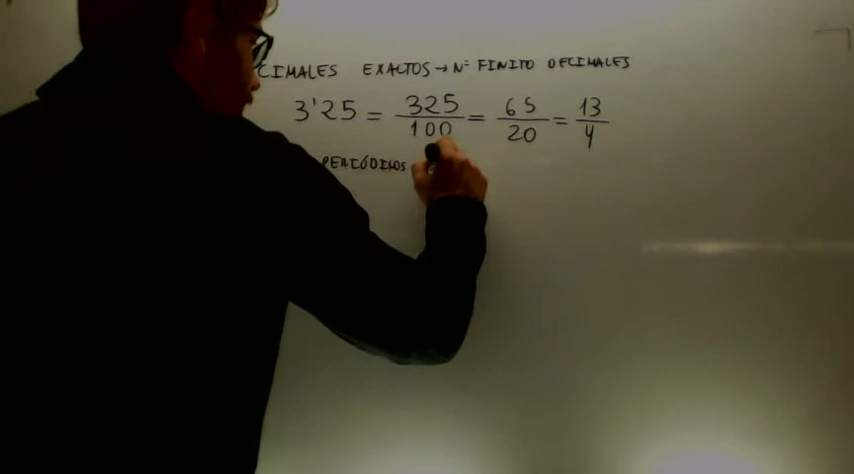 CIMALES EXACTOS → Nº FINITO DECIMALES
3'25 = 325/100 = 65/20 = 13/4
PERIÓDICOS